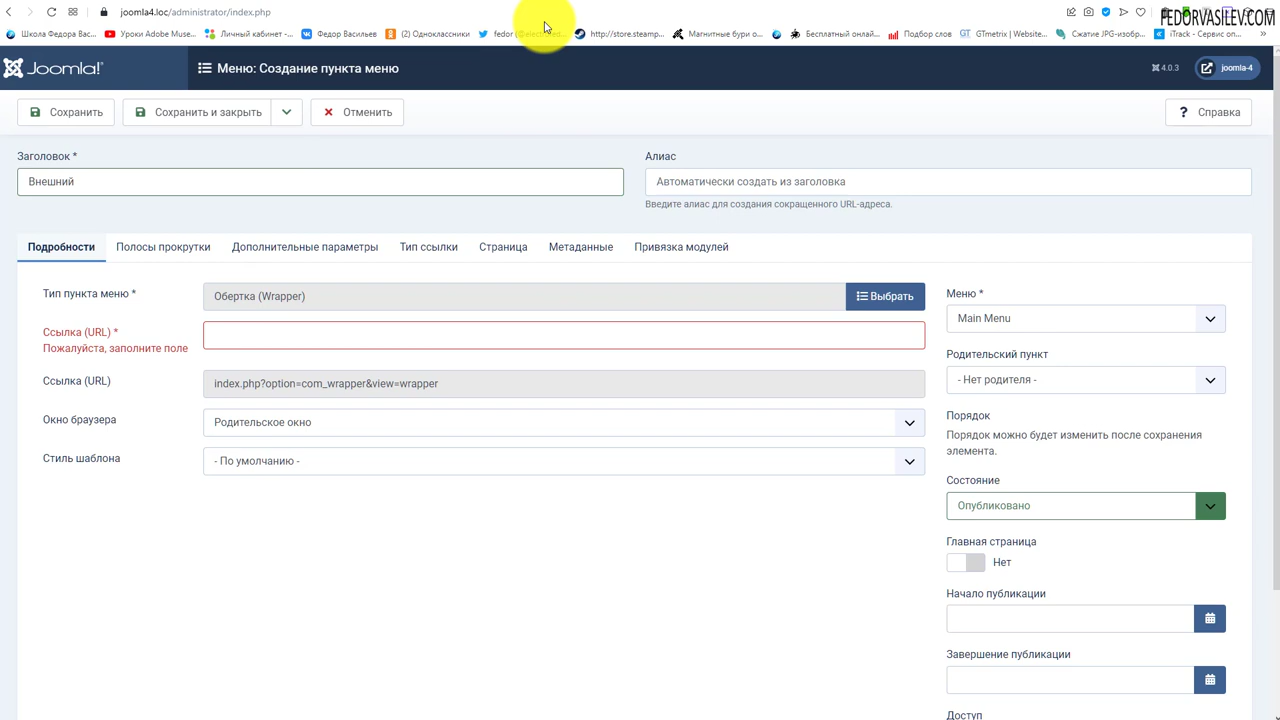 joomla4.loc/administrator/index.php
FEDORVASILEV.COM
Школа Федора Вас...
Уроки Adobe Muse...
Личный кабинет -...
Федор Васильев
(2) Одноклассники
http://store.steamp...
Магнитные бури о...
Бесплатный онлай...
Подбор слов
GTmetrix | Website...
Сжатие JPG-изобр...
iTrack - Сервис оп...
Joomla!
Меню: Создание пункта меню
4.0.3
joomla-4
Сохранить
Сохранить и закрыть
Отменить
? Справка
Заголовок *
Алиас
Внешний
Автоматически создать из заголовка
Введите алиас для создания сокращенного URL-адреса.
Подробности
Полосы прокрутки
Дополнительные параметры
Тип ссылки
Страница
Метаданные
Привязка модулей
Тип пункта меню *
Обертка (Wrapper)
Выбрать
Ссылка (URL) *
Пожалуйста, заполните поле
Ссылка (URL)
index.php?option=com_wrapper&view=wrapper
Окно браузера
Родительское окно
Стиль шаблона
- По умолчанию -
Меню *
Main Menu
Родительский пункт
- Нет родителя -
Порядок
Порядок можно будет изменить после сохранения
элемента.
Состояние
Опубликовано
Главная страница
Нет
Начало публикации
Завершение публикации
Доступ